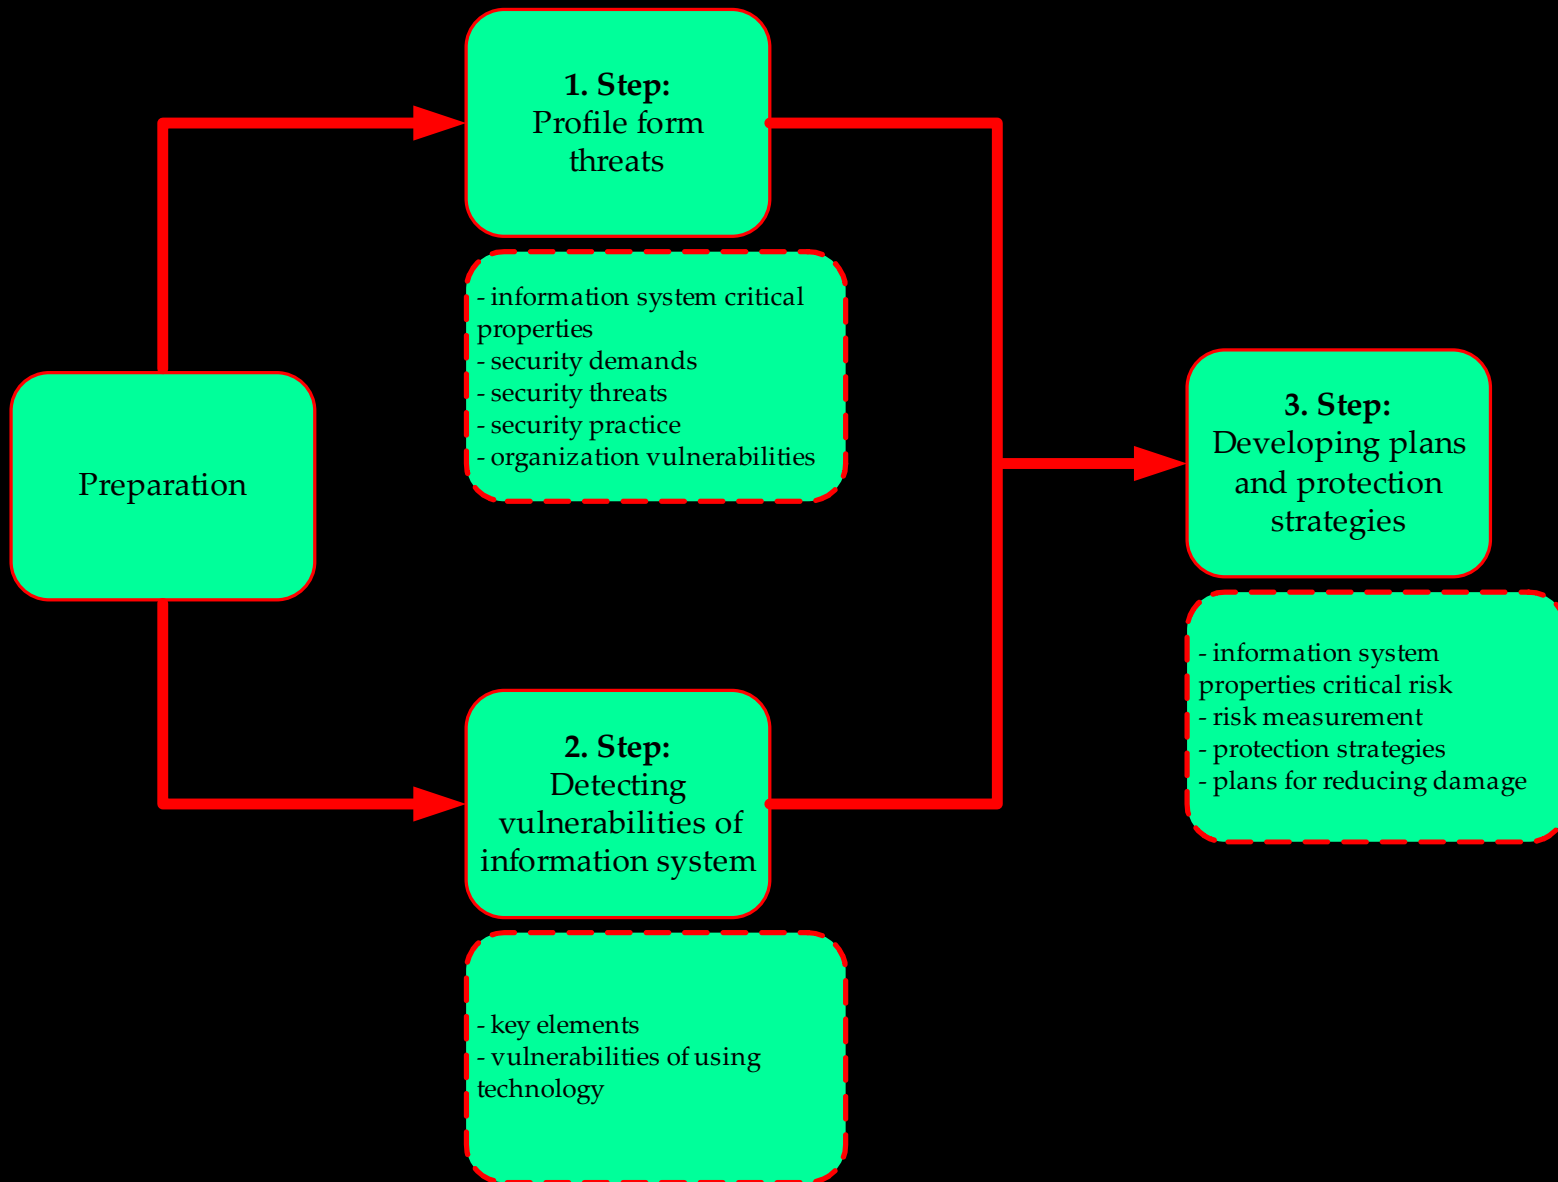 1. Step:
Profile form
threats
- information system critical
properties
- security demands
- security threats
- security practice
- organization vulnerabilities
Preparation
3. Step:
Developing plans
and protection
strategies
- information system
properties critical risk
- risk measurement
- protection strategies
- plans for reducing damage
2. Step:
Detecting
vulnerabilities of
information system
- key elements
- vulnerabilities of using
technology